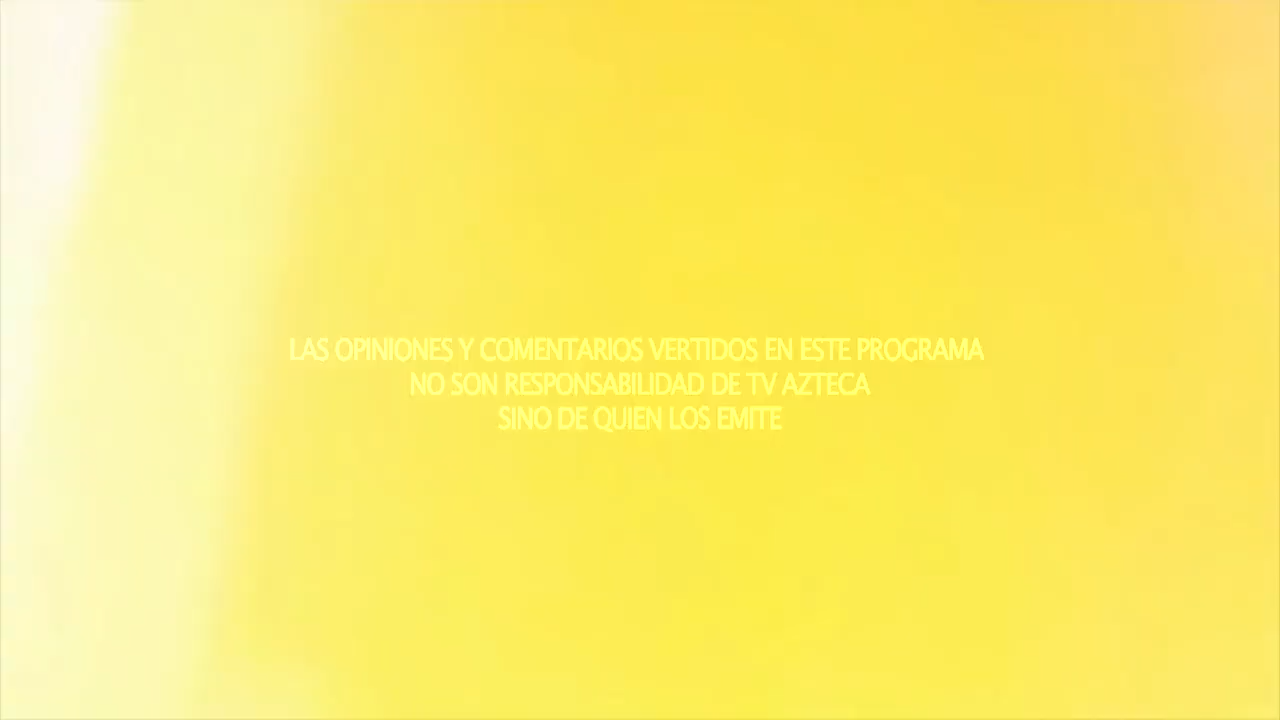 LAS OPINIONES Y COMENTARIOS VERTIDOS EN ESTE PROGRAMA
NO SON RESPONSABILIDAD DE TV AZTECA
SINO DE QUIEN LOS EMITE